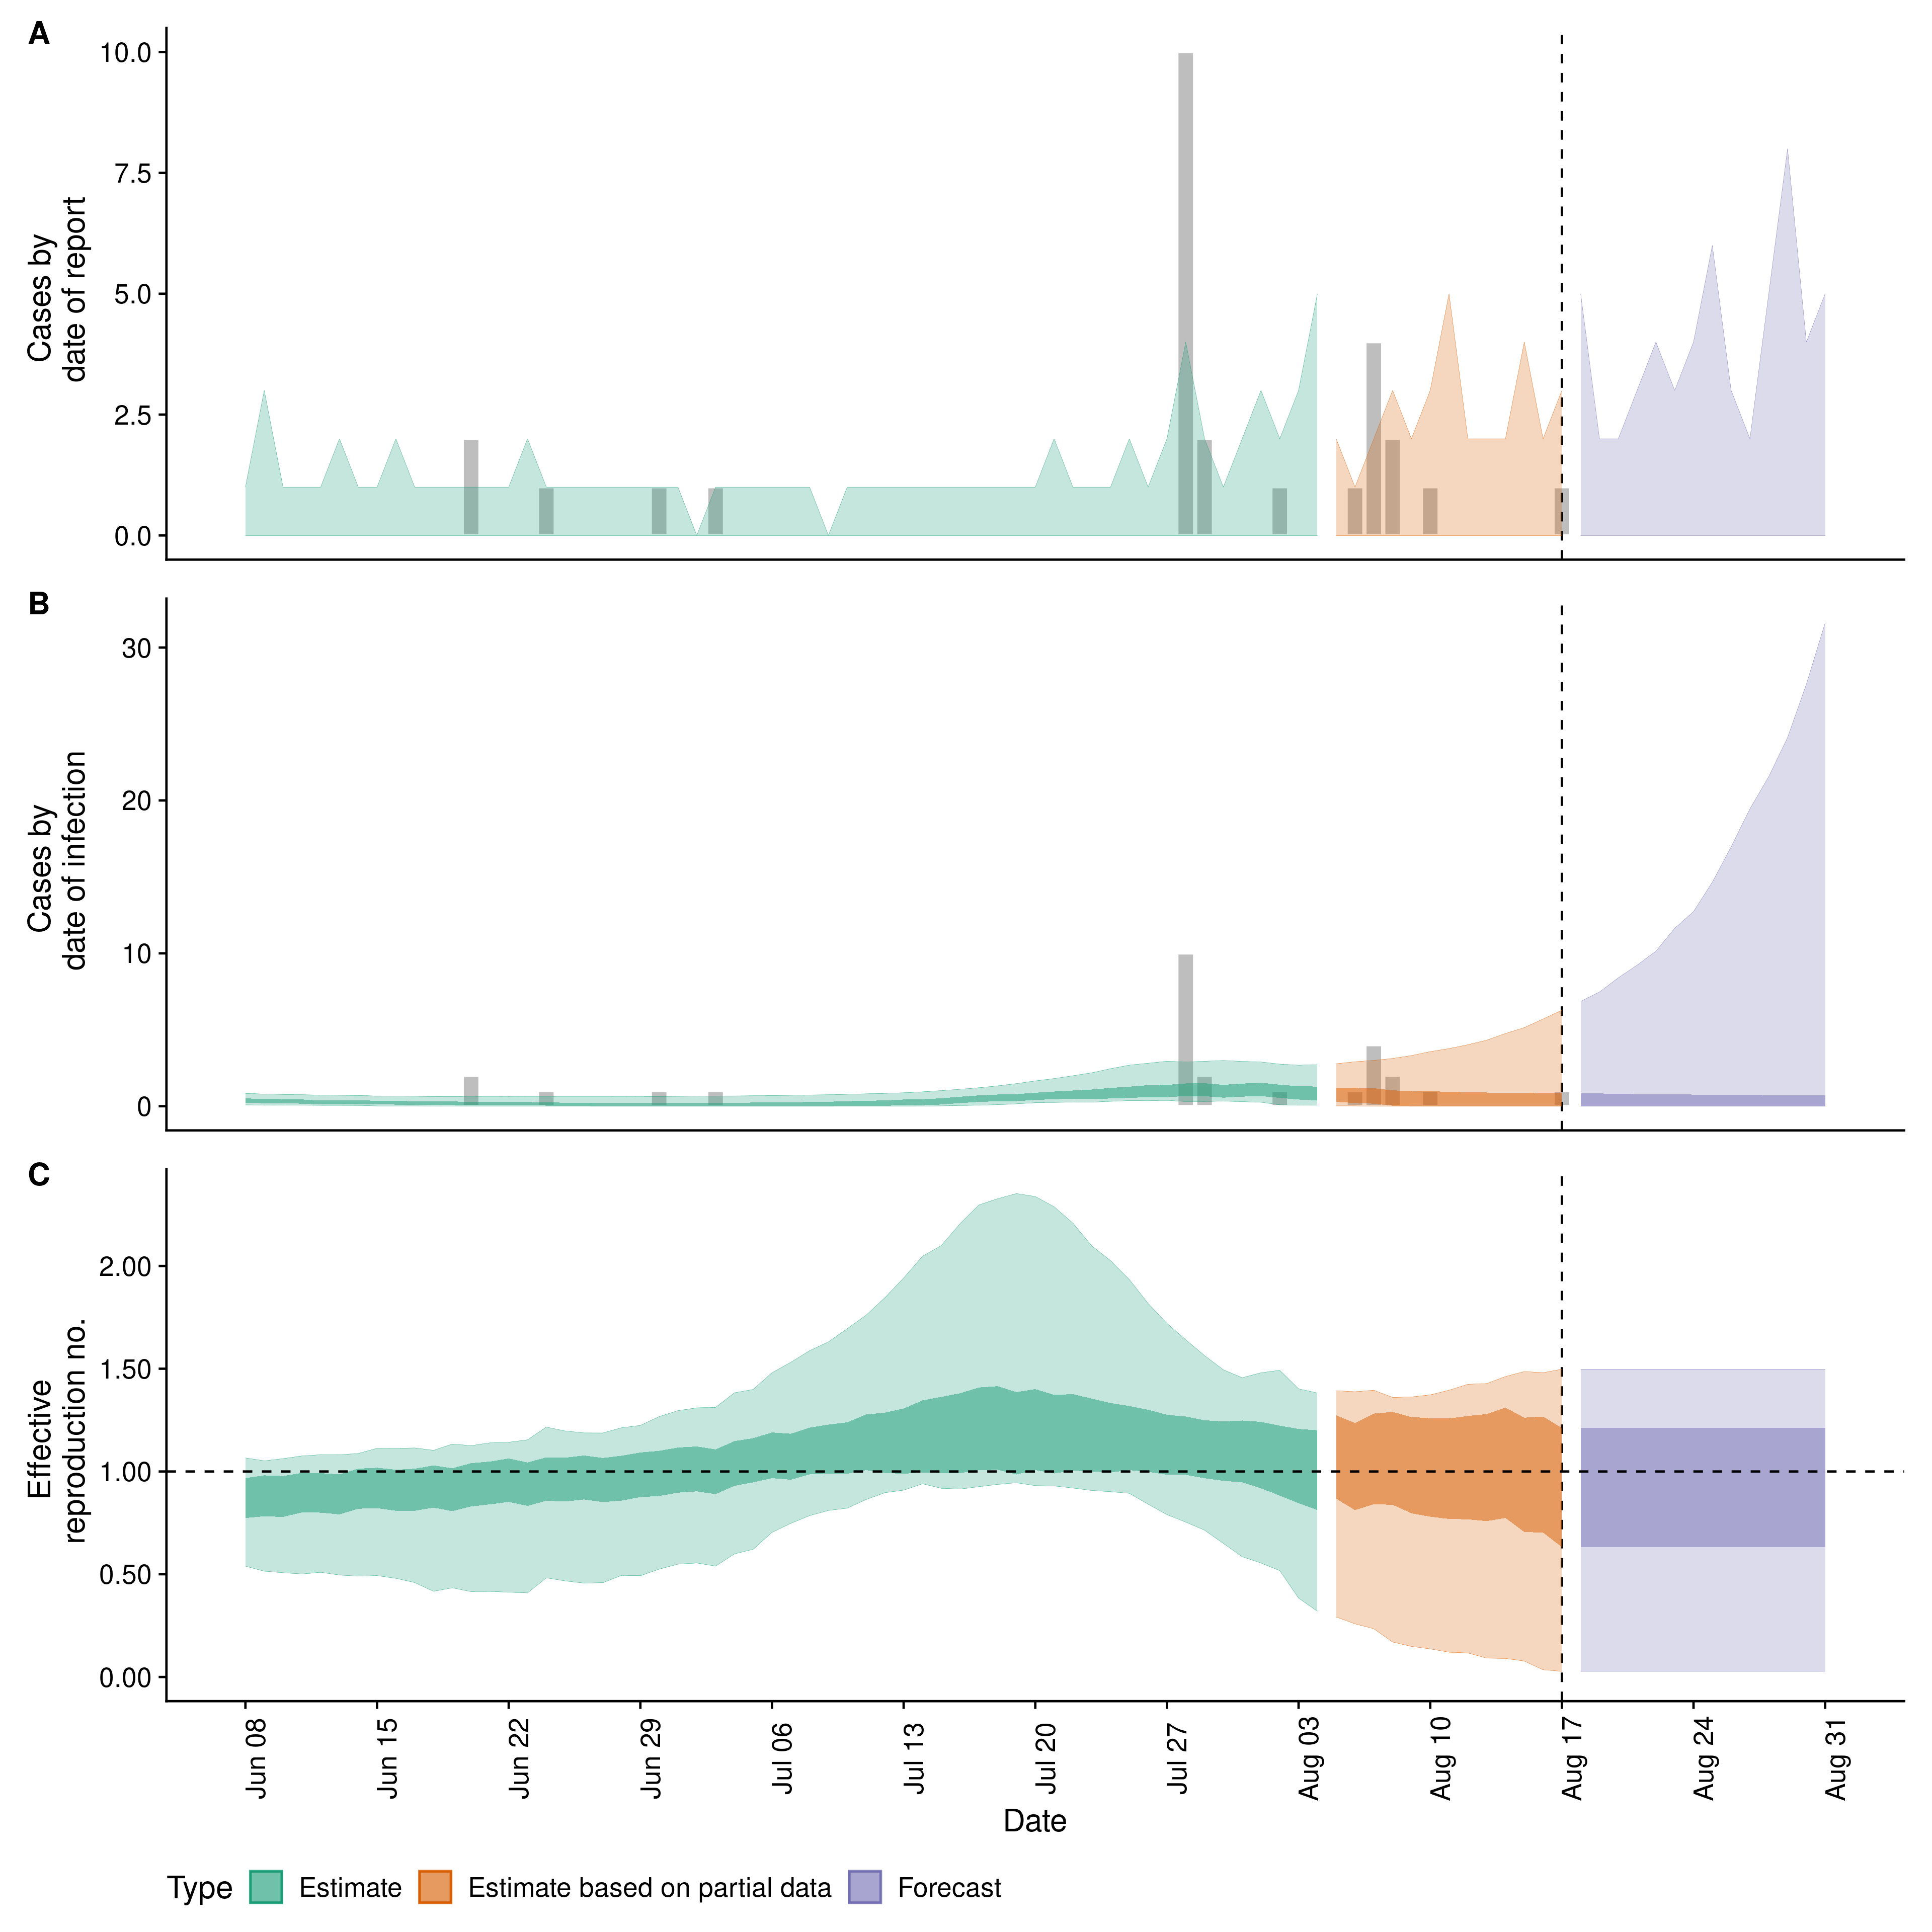 A
10.0
7.5
5.0
2.5
0.0
Cases by
date of report
B
30
20
10
0
Cases by
date of infection
C
2.00
1.50
1.00
0.50
0.00
Effective
reproduction no.
Jun 08
Jun 15
Jun 22
Jun 29
Jul 06
Jul 13
Jul 20
Jul 27
Aug 03
Aug 10
Aug 17
Aug 24
Aug 31
Date
Type Estimate Estimate based on partial data Forecast